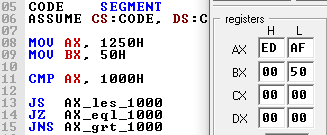 05 CODE SEGMENT
06 ASSUME CS:CODE, DS:C
07
08 MOV AX, 1250H
09 MOV BX, 50H
10
11 CMP AX, 1000H
12
13 JS AX_les_1000
14 JZ AX_eql_1000
15 JNS AX_grt_1000
registers
H L
AX ED AF
BX 00 50
CX 00 00
DX 00 00